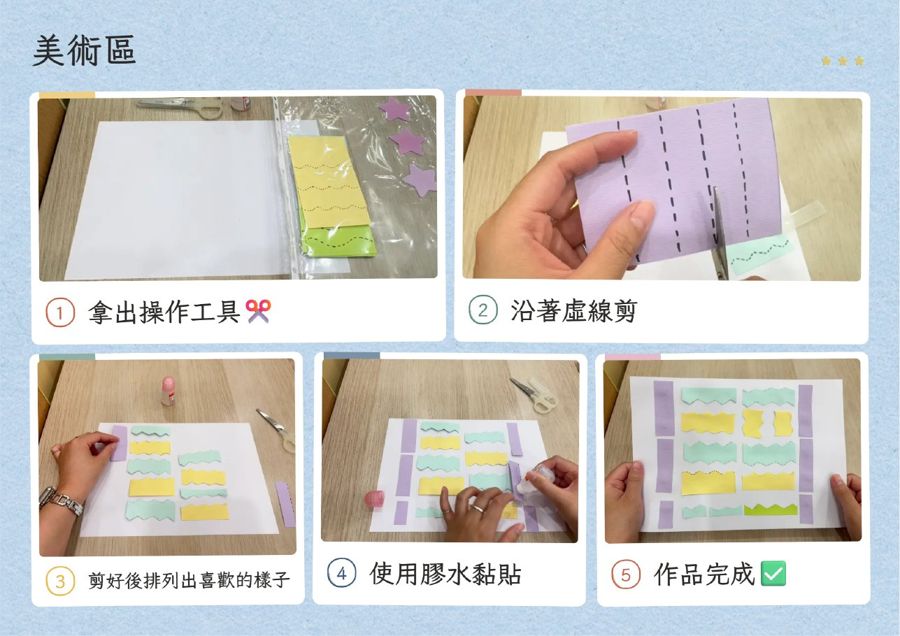 美術區
1 拿出操作工具
2 沿著虛線剪
3 剪好後排列出喜歡的樣子
4 使用膠水黏貼
5 作品完成